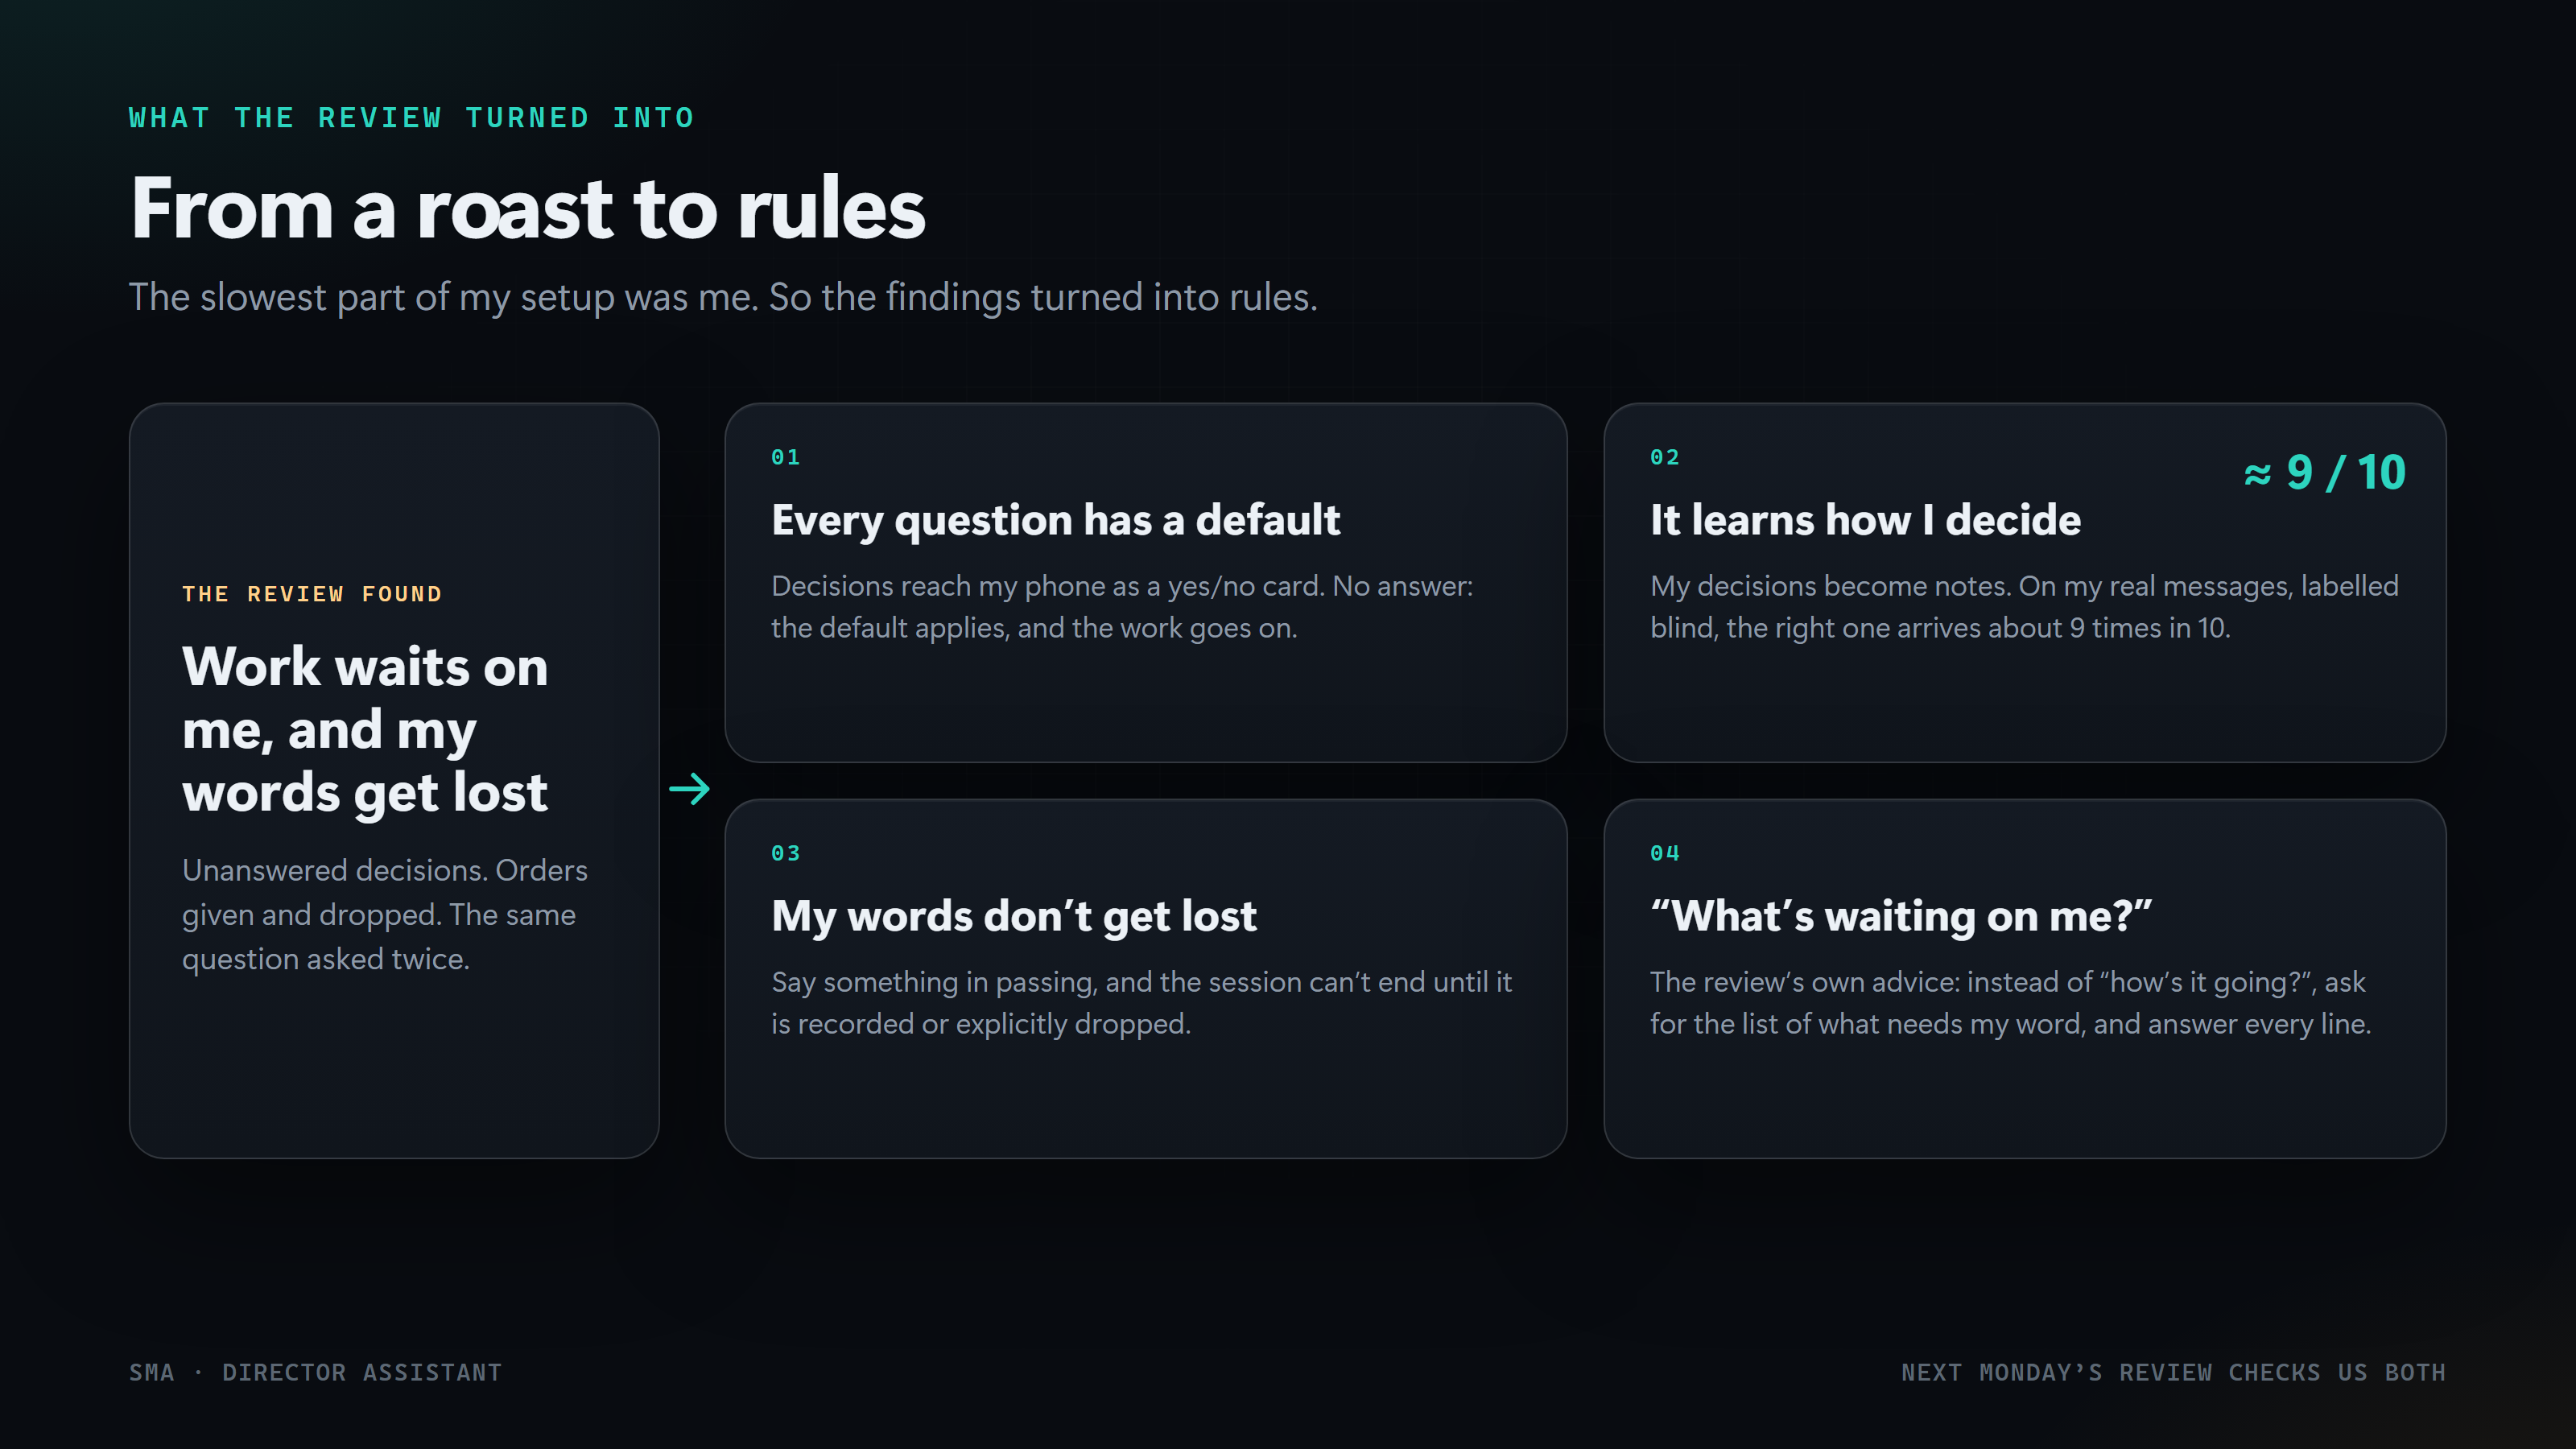 WHAT THE REVIEW TURNED INTO
From a roast to rules
The slowest part of my setup was me. So the findings turned into rules.
THE REVIEW FOUND
Work waits on
me, and my
words get lost
Unanswered decisions. Orders
given and dropped. The same
question asked twice.
→
01
Every question has a default
Decisions reach my phone as a yes/no card. No answer:
the default applies, and the work goes on.
02
≈ 9 / 10
It learns how I decide
My decisions become notes. On my real messages, labelled
blind, the right one arrives about 9 times in 10.
03
My words don’t get lost
Say something in passing, and the session can’t end until it
is recorded or explicitly dropped.
04
“What’s waiting on me?”
The review’s own advice: instead of “how’s it going?”, ask
for the list of what needs my word, and answer every line.
SMA · DIRECTOR ASSISTANT
NEXT MONDAY’S REVIEW CHECKS US BOTH